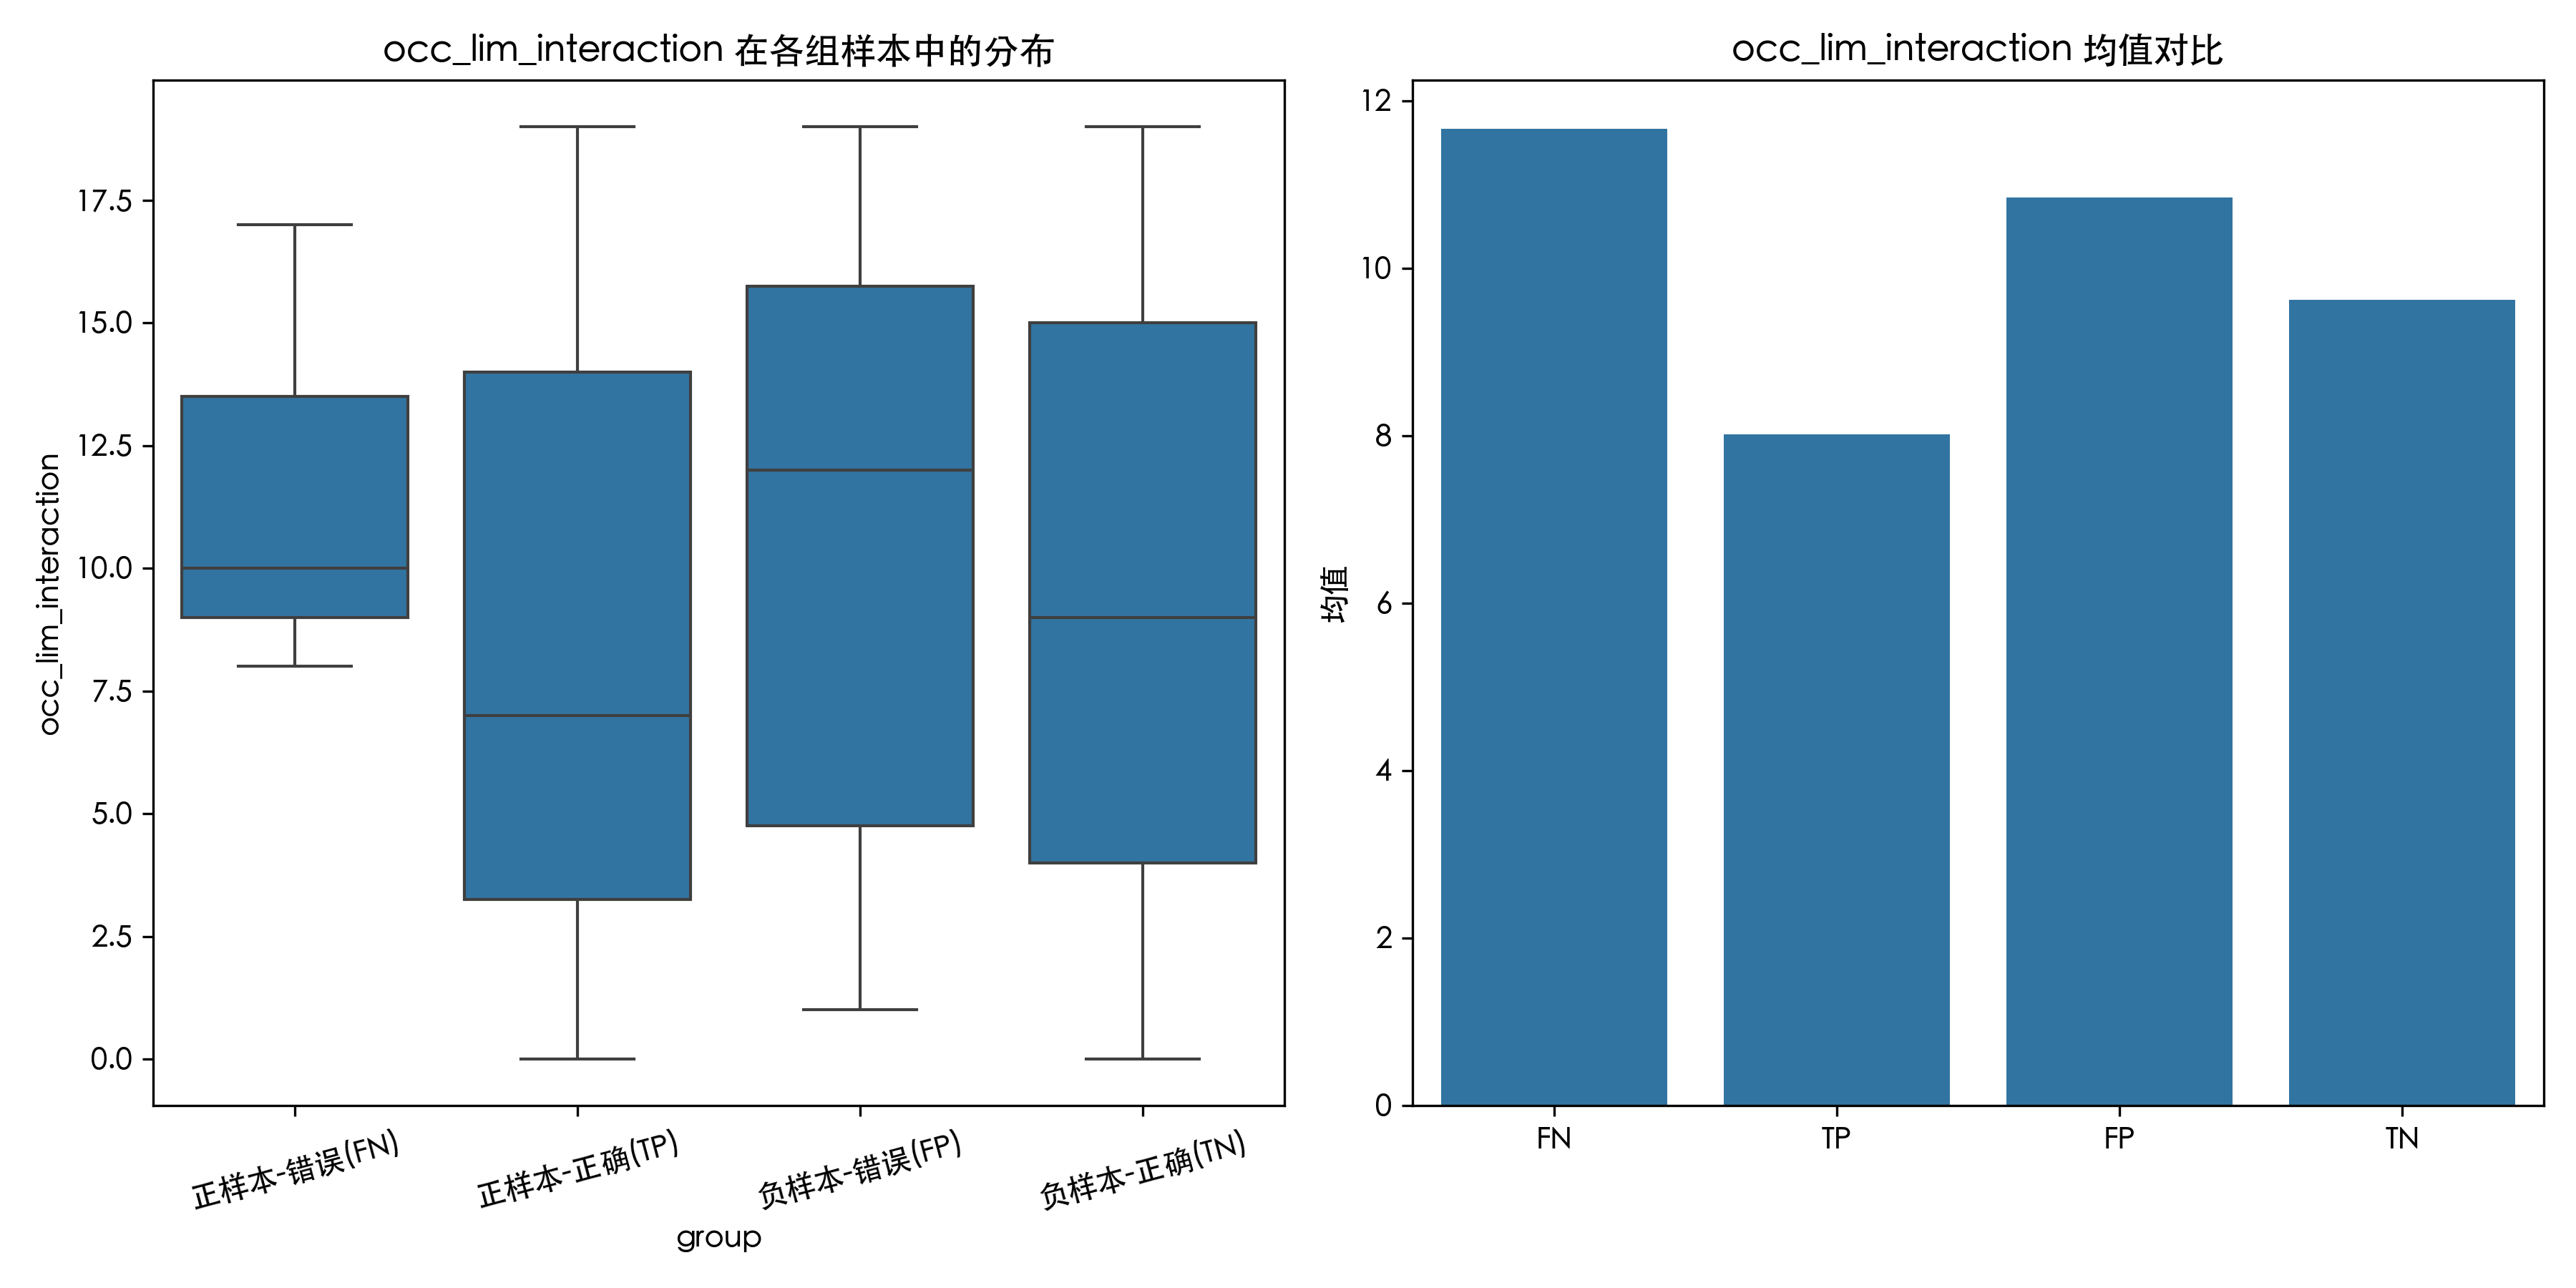 occ_lim_interaction 在各组样本中的分布
occ_lim_interaction
17.5
15.0
12.5
10.0
7.5
5.0
2.5
0.0
正样本-错误(FN)
正样本-正确(TP)
负样本-错误(FP)
负样本-正确(TN)
group
occ_lim_interaction 均值对比
均值
12
10
8
6
4
2
0
FN
TP
FP
TN